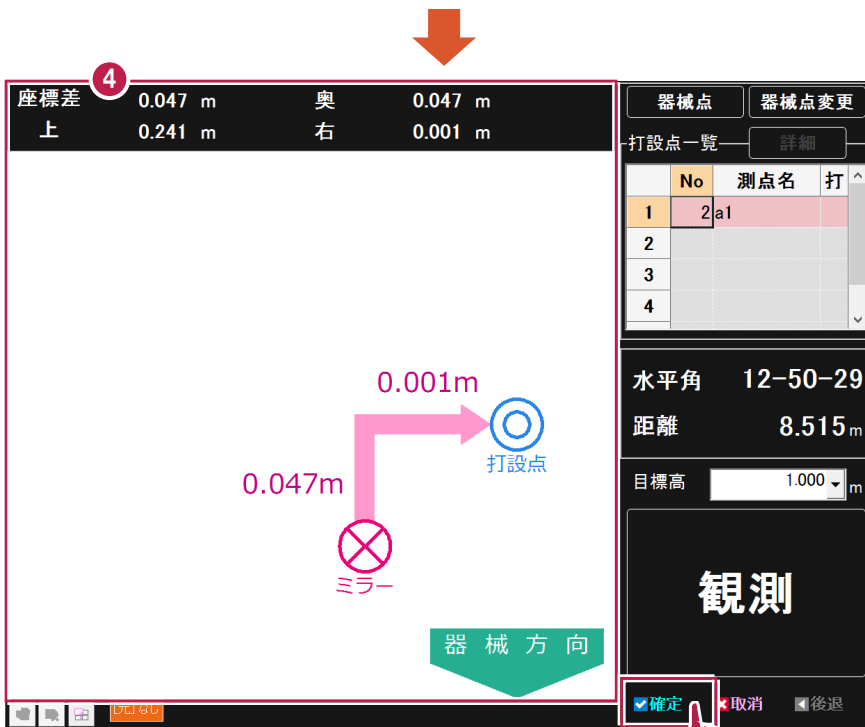 4
座標差 0.047 m 奥 0.047 m
上 0.241 m 右 0.001 m
0.001m
打設点
0.047m
ミラー
器械方向
[元]なし
器械点 器械点変更
打設点一覧 詳細
No 測点名 打
1 2 a1
2
3
4
水平角 12-50-29
距離 8.515m
目標高 1.000 m
観測
確定 取消 後退